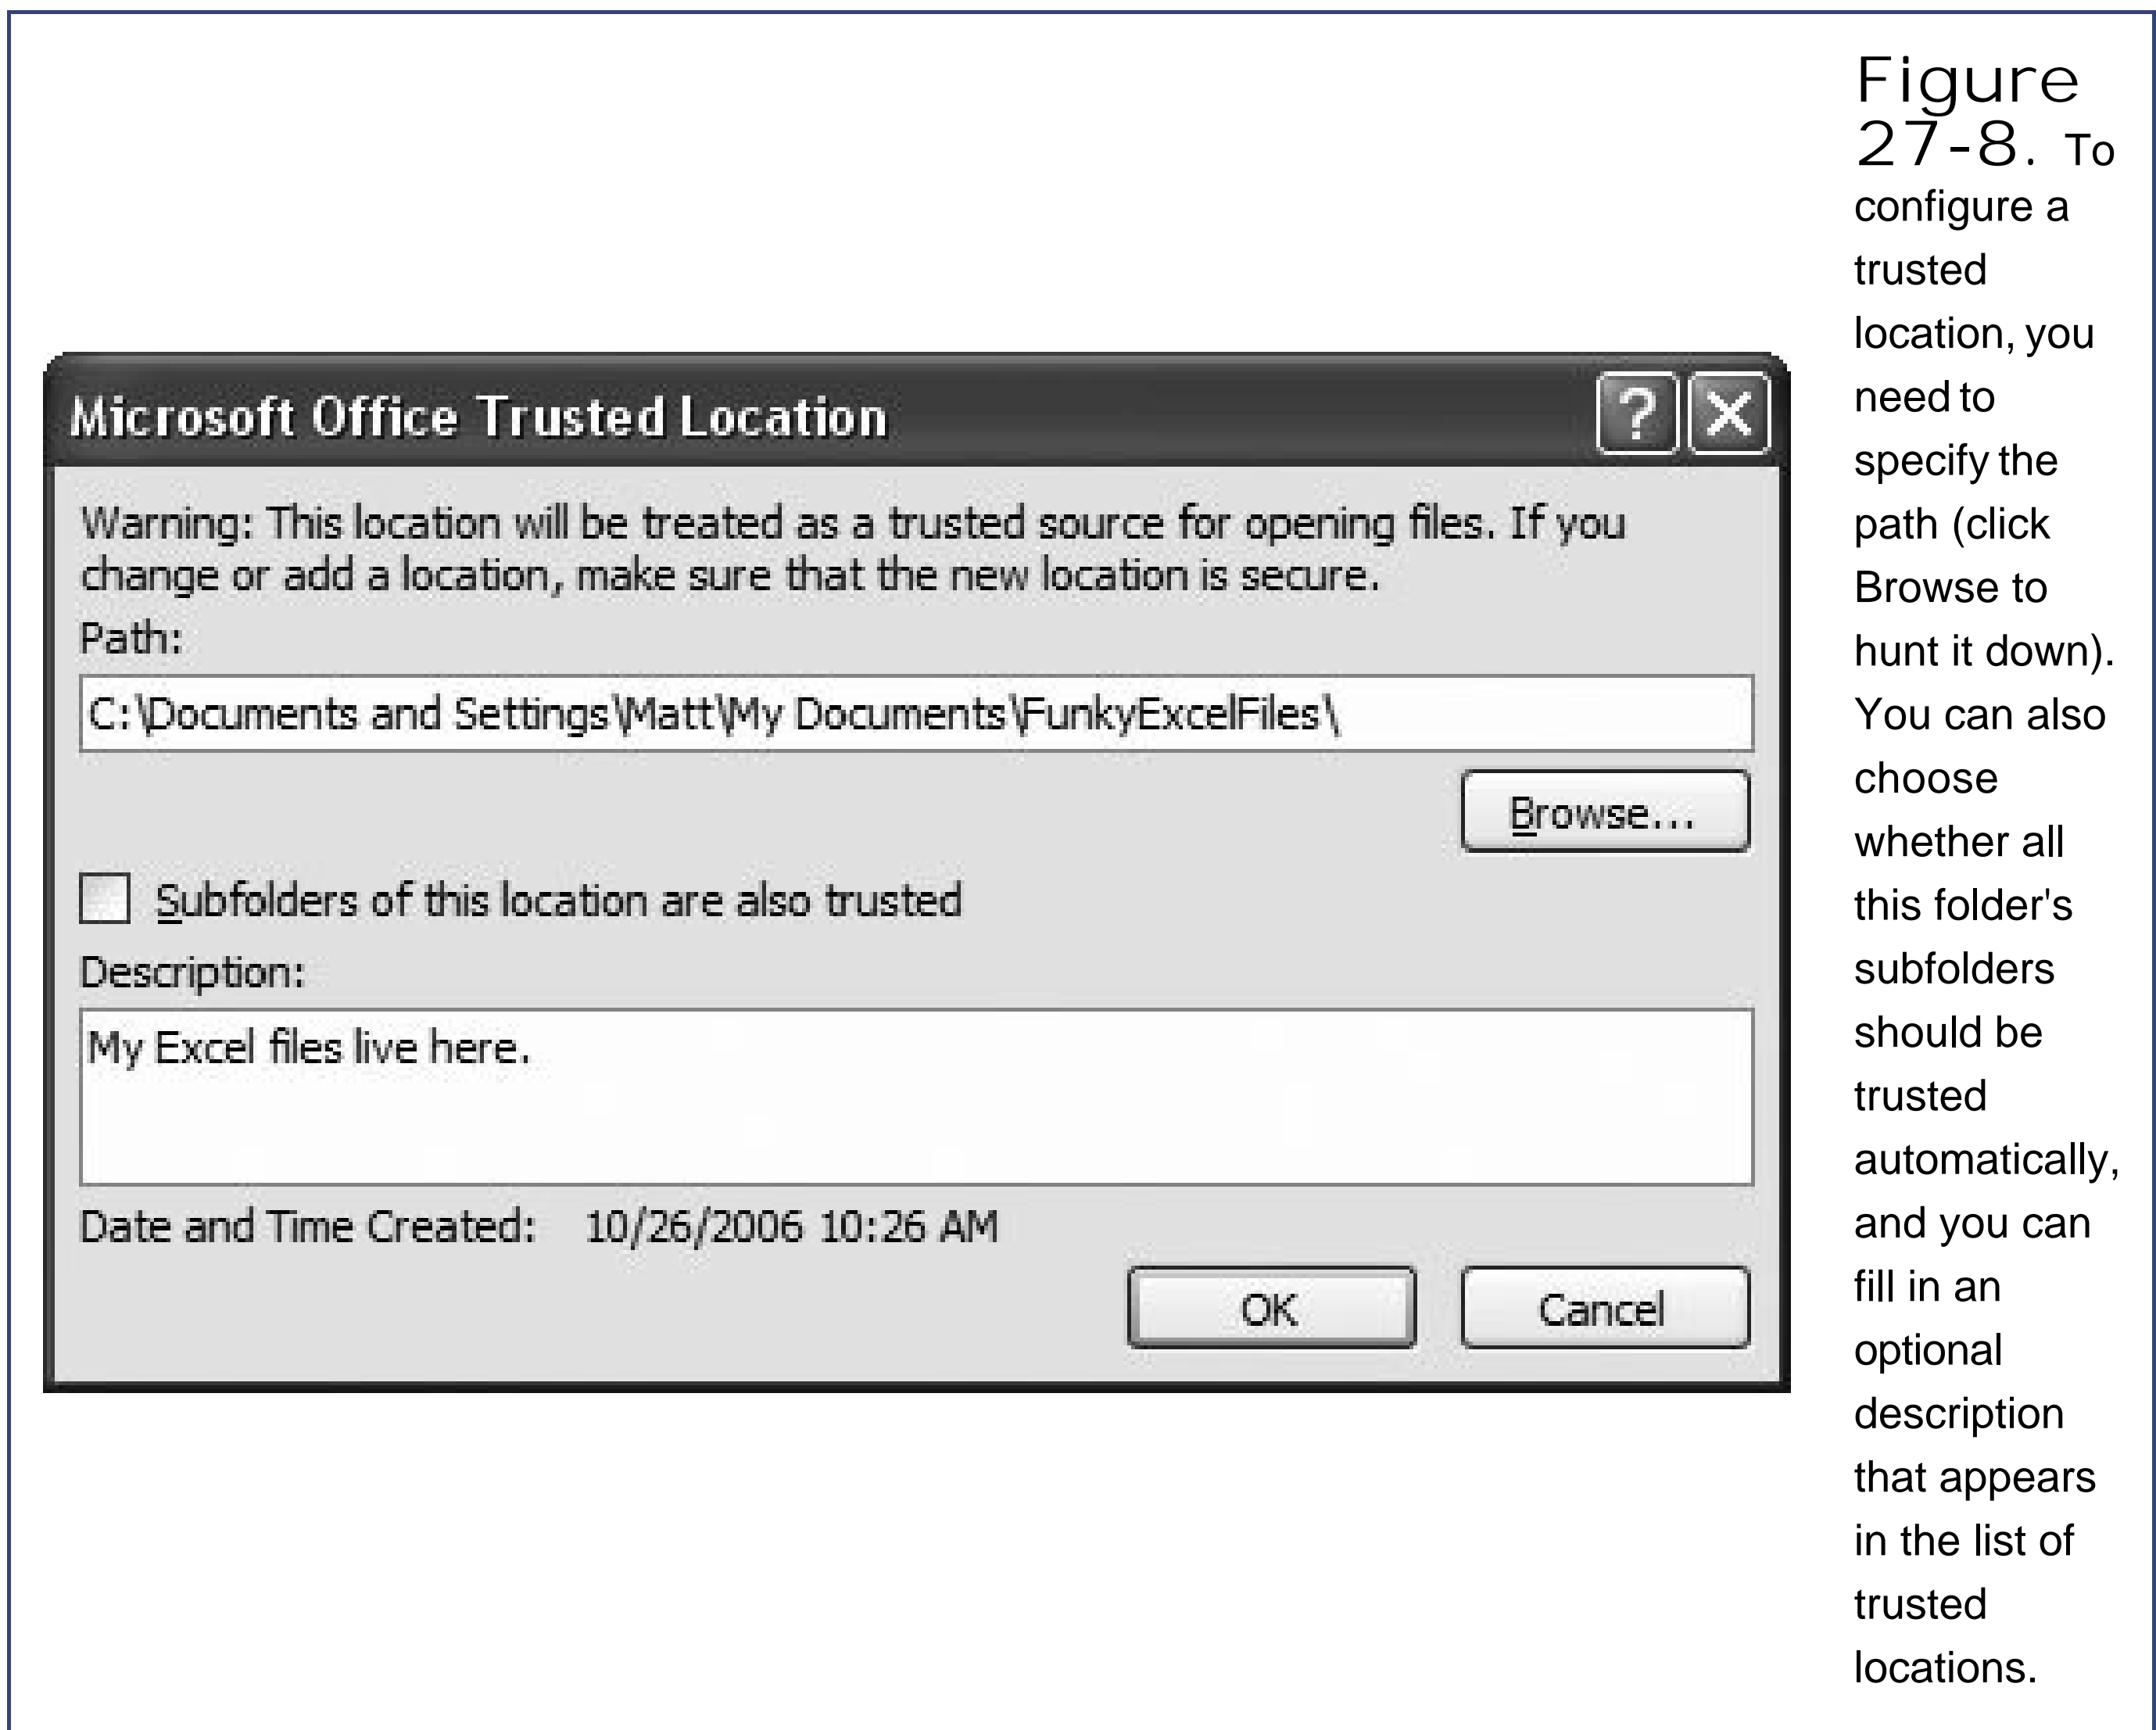 Microsoft Office Trusted Location
Warning: This location will be treated as a trusted source for opening files. If you
change or add a location, make sure that the new location is secure.
Path:
C:\Documents and Settings\Matt\My Documents\FunkyExcelFiles\
Browse...
Subfolders of this location are also trusted
Description:
My Excel files live here.
Date and Time Created: 10/26/2006 10:26 AM
OK Cancel
Figure
27-8. To
configure a
trusted
location, you
need to
specify the
path (click
Browse to
hunt it down).
You can also
choose
whether all
this folder's
subfolders
should be
trusted
automatically,
and you can
fill in an
optional
description
that appears
in the list of
trusted
locations.